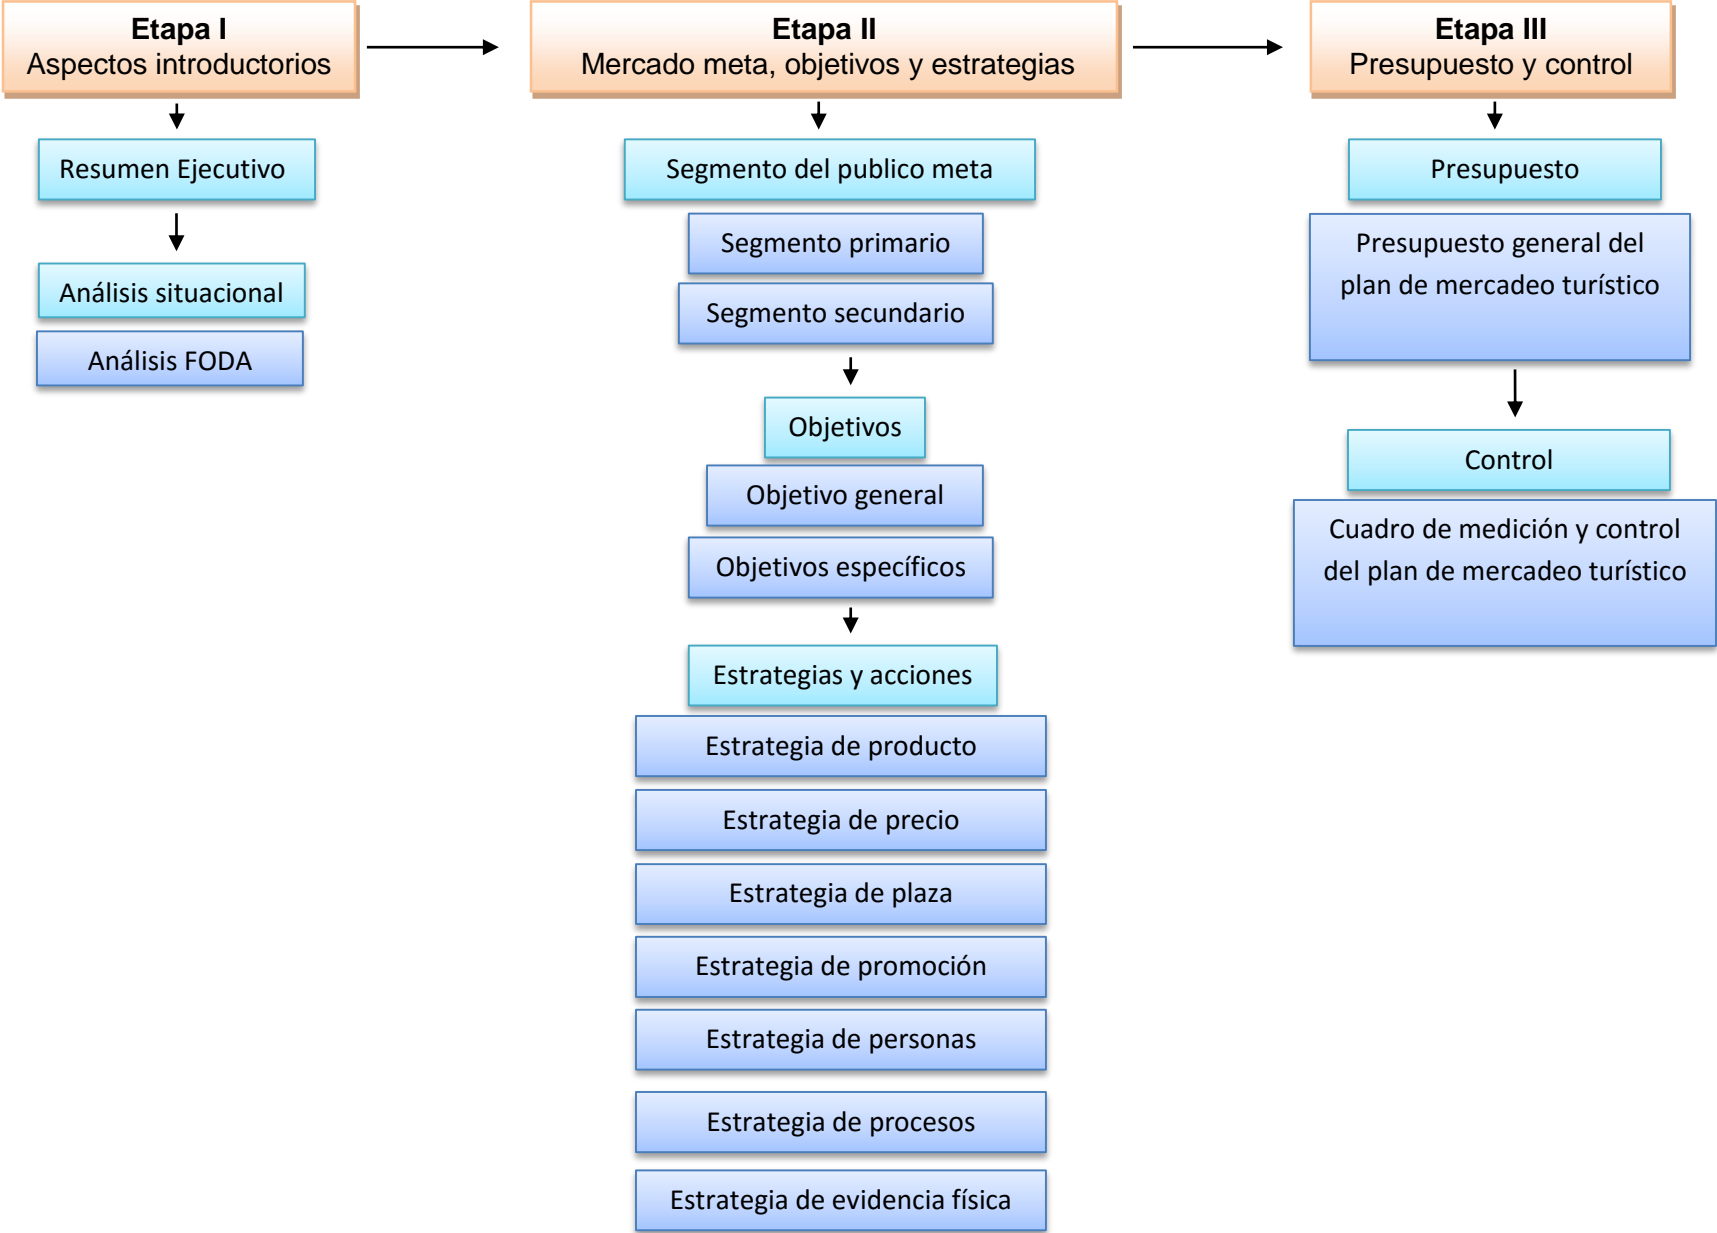 Etapa I
Aspectos introductorios
Resumen Ejecutivo
Análisis situacional
Análisis FODA
Etapa II
Mercado meta, objetivos y estrategias
Segmento del publico meta
Segmento primario
Segmento secundario
Objetivos
Objetivo general
Objetivos específicos
Estrategias y acciones
Estrategia de producto
Estrategia de precio
Estrategia de plaza
Estrategia de promoción
Estrategia de personas
Estrategia de procesos
Estrategia de evidencia física
Etapa III
Presupuesto y control
Presupuesto
Presupuesto general del
plan de mercadeo turístico
Control
Cuadro de medición y control
del plan de mercadeo turístico